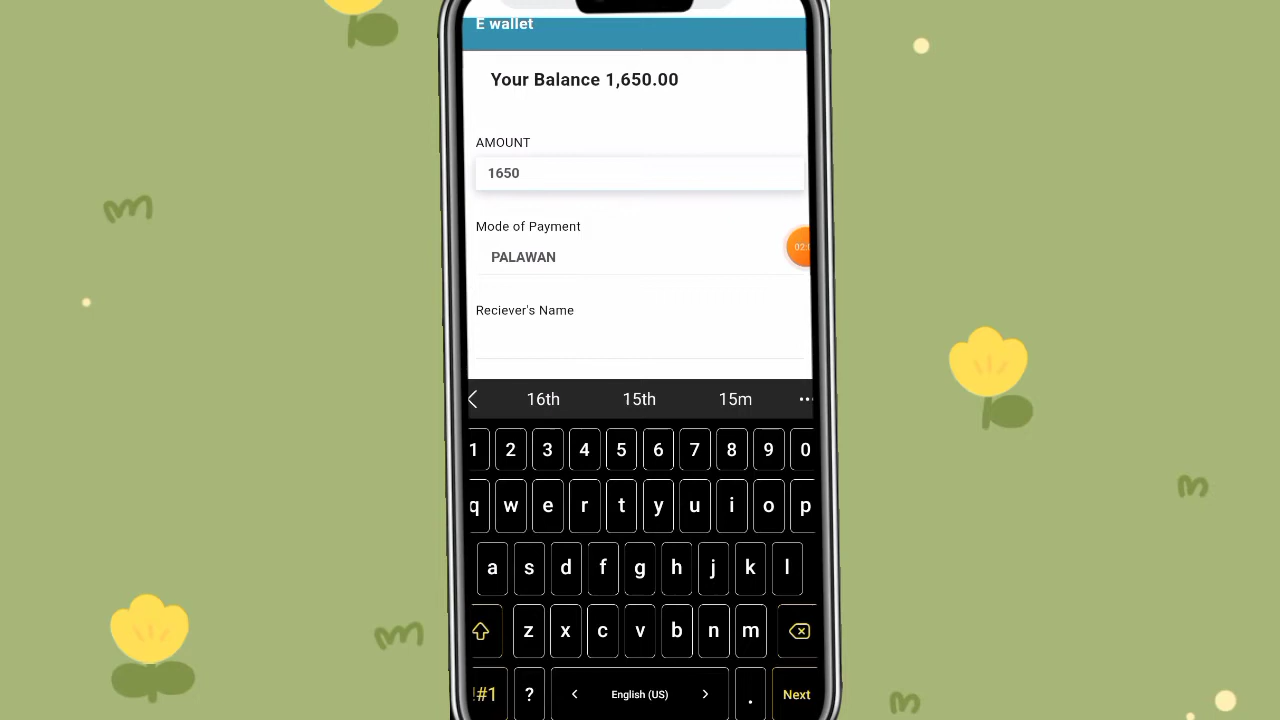 E wallet
Your Balance 1,650.00
AMOUNT
1650
Mode of Payment
PALAWAN
Reciever's Name
16th 15th 15m
1 2 3 4 5 6 7 8 9 0
q w e r t y u i o p
a s d f g h j k l
z x c v b n m
!#1 ? English (US) . Next